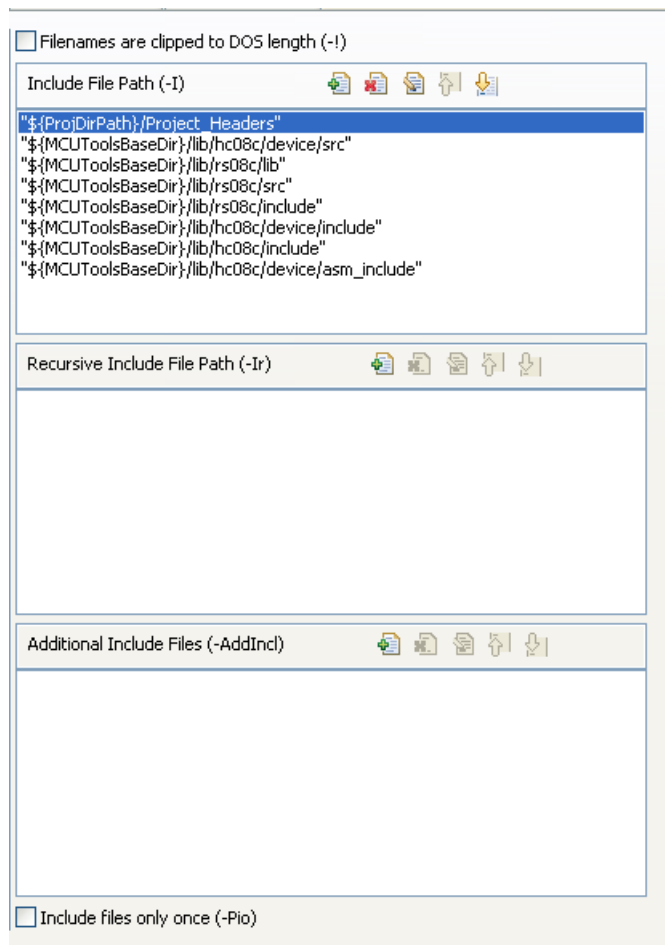 Filenames are clipped to DOS length (-!)
Include File Path (-I)
"${ProjDirPath}/Project_Headers"
"${MCUToolsBaseDir}/lib/hc08c/device/src"
"${MCUToolsBaseDir}/lib/rs08c/lib"
"${MCUToolsBaseDir}/lib/rs08c/src"
"${MCUToolsBaseDir}/lib/rs08c/include"
"${MCUToolsBaseDir}/lib/hc08c/device/include"
"${MCUToolsBaseDir}/lib/hc08c/include"
"${MCUToolsBaseDir}/lib/hc08c/device/asm_include"
Recursive Include File Path (-Ir)
Additional Include Files (-AddIncl)
Include files only once (-Pio)